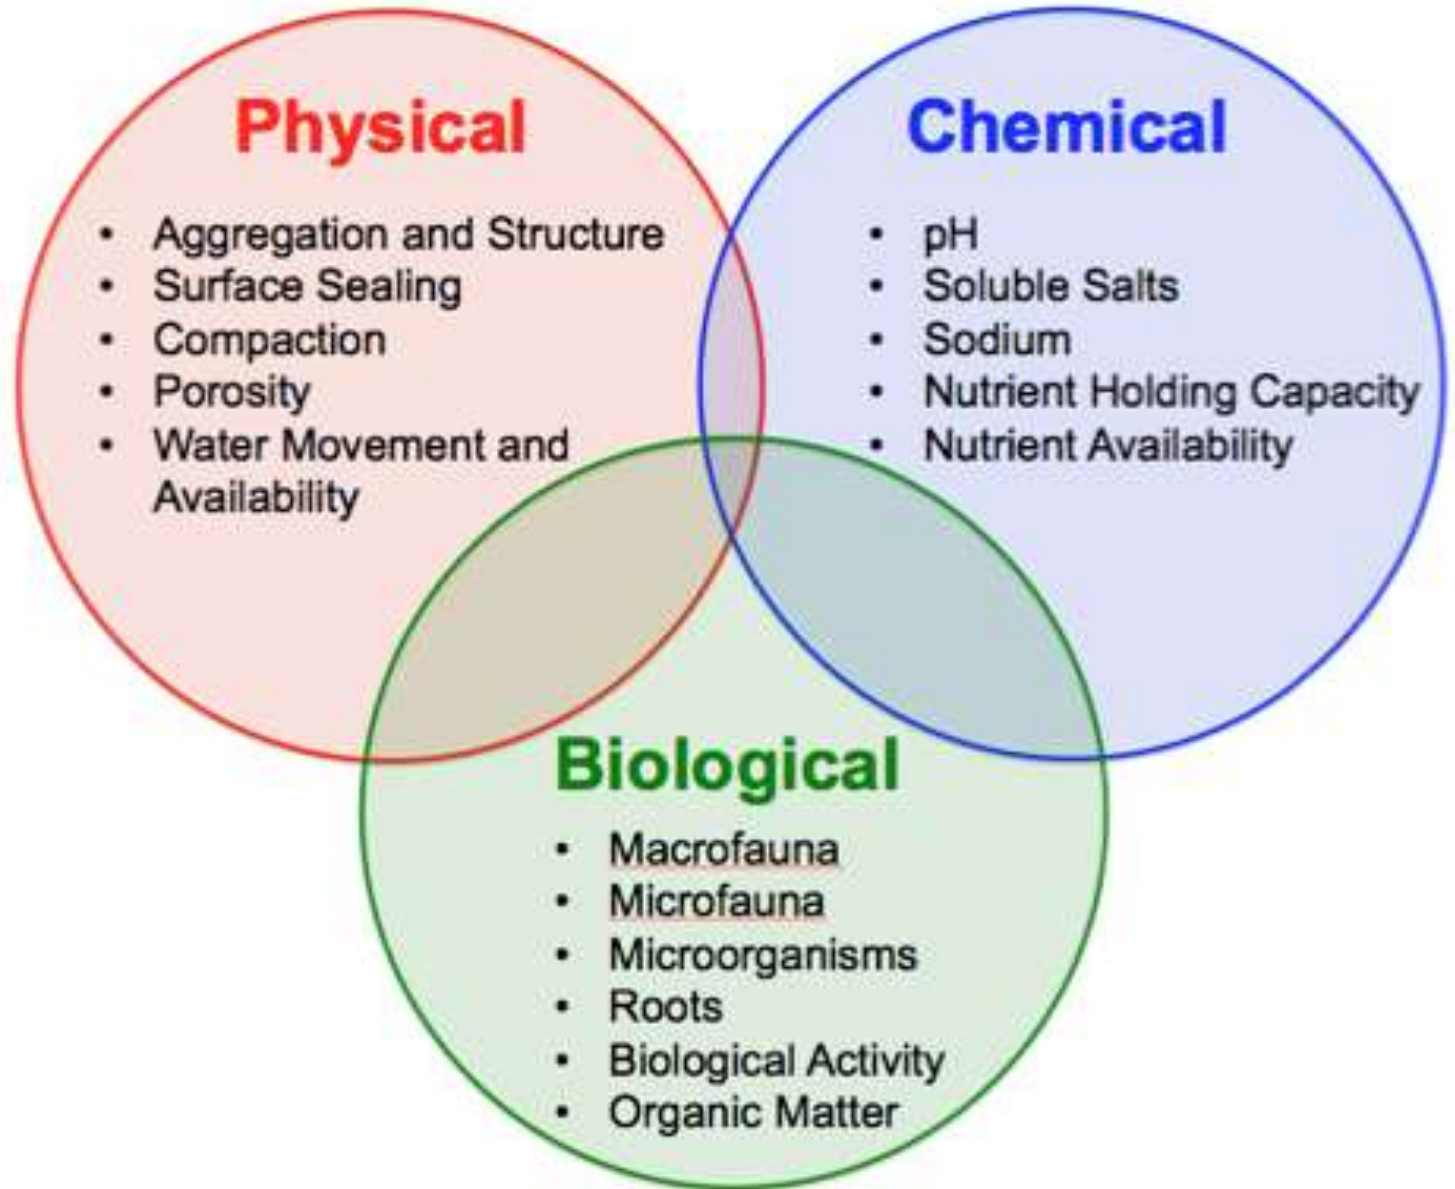 Physical
• Aggregation and Structure
• Surface Sealing
• Compaction
• Porosity
• Water Movement and
Availability
Chemical
• pH
• Soluble Salts
• Sodium
• Nutrient Holding Capacity
• Nutrient Availability
Biological
• Macrofauna
• Microfauna
• Microorganisms
• Roots
• Biological Activity
• Organic Matter